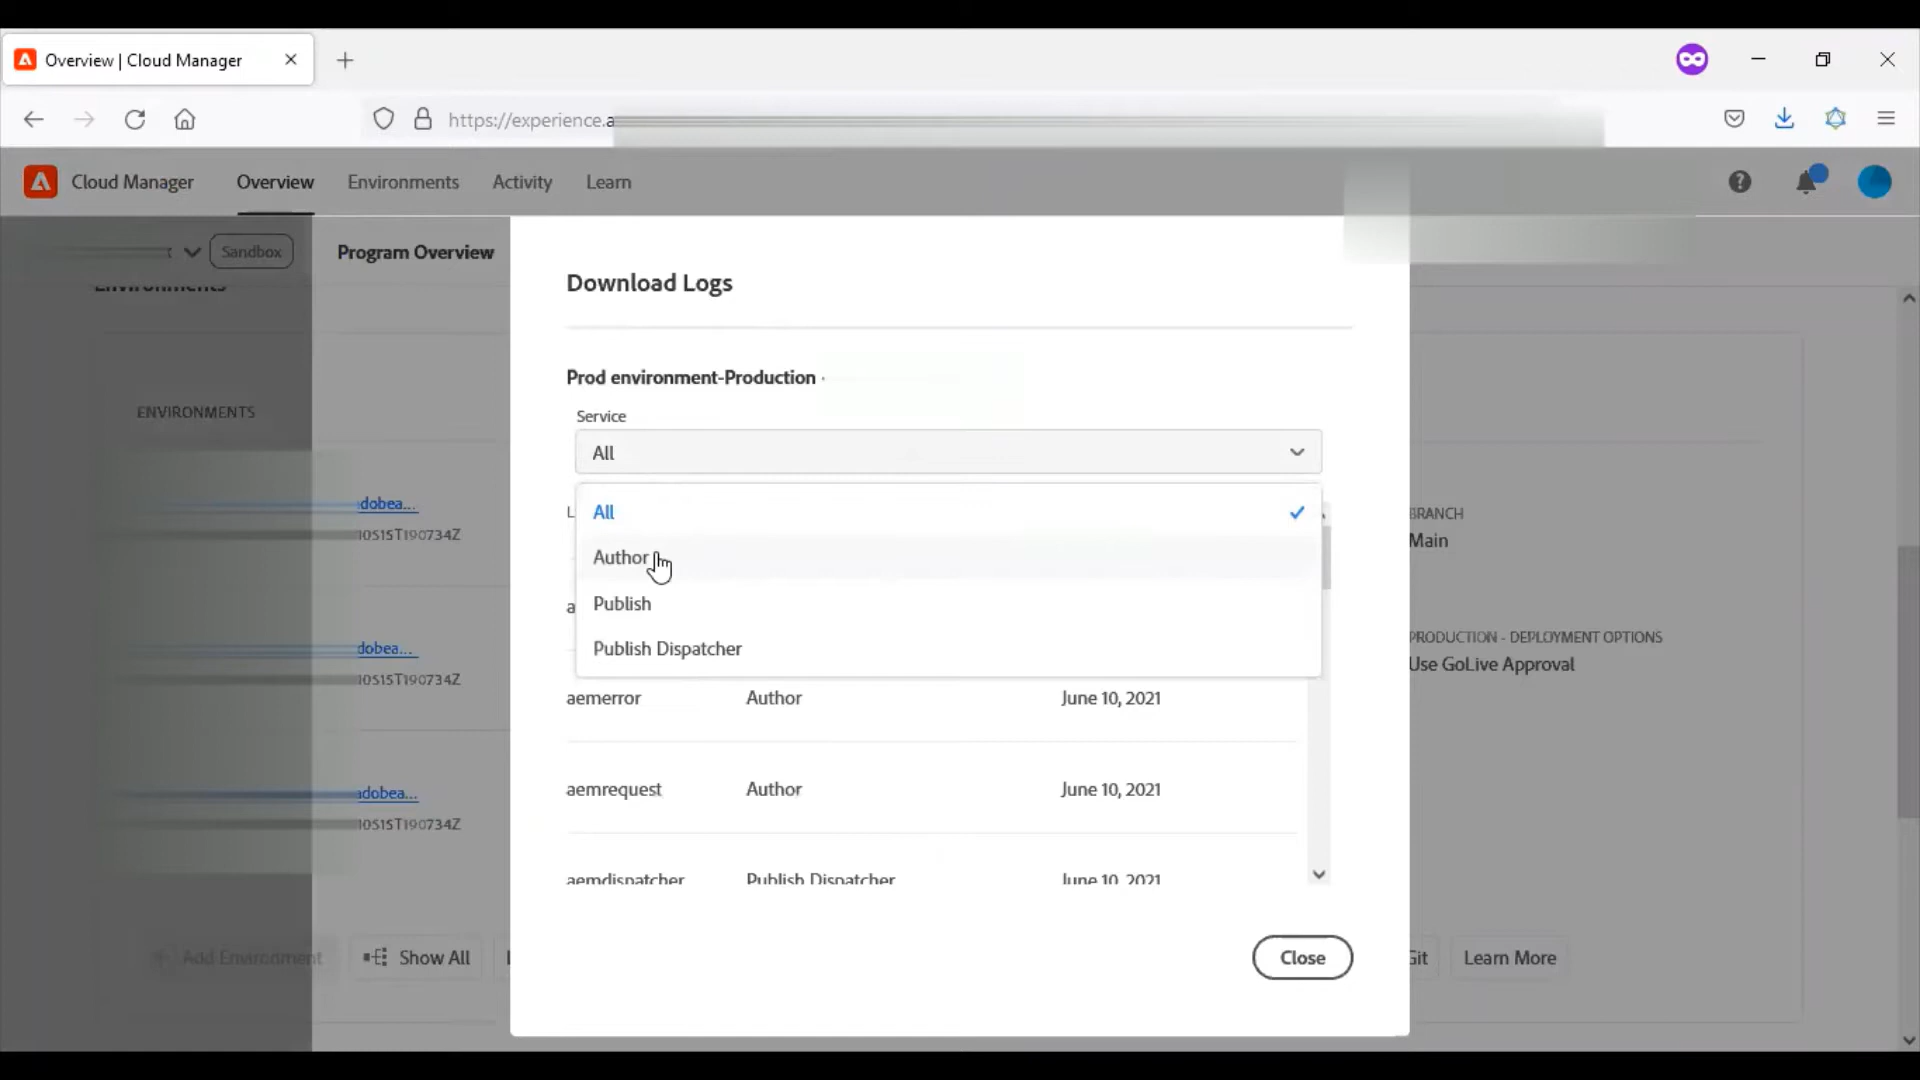 Overview | Cloud Manager
https://experience.a
Cloud Manager
Overview
Environments
Activity
Learn
Sandbox
Program Overview
Environments
ENVIRONMENTS
dobea...
10515T190734Z
dobea...
10515T190734Z
adobea...
10515T190734Z
Add Environment
Show All
Download Logs
Prod environment-Production
Service
All
All
Author
Publish
Publish Dispatcher
aemerror Author June 10, 2021
aemrequest Author June 10, 2021
aemdispatcher Publish Dispatcher June 10, 2021
Close
BRANCH
Main
PRODUCTION - DEPLOYMENT OPTIONS
Use GoLive Approval
Git
Learn More